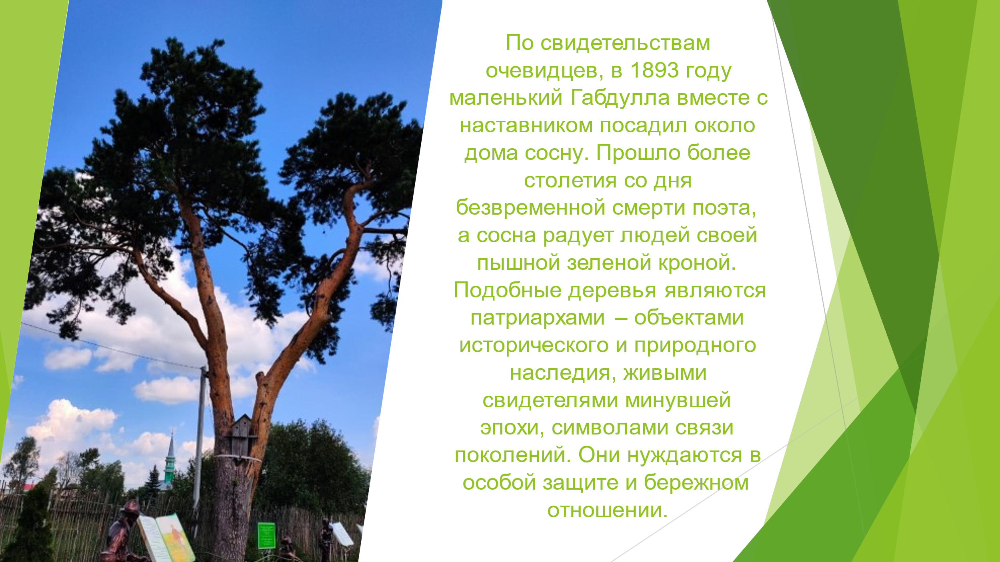 По свидетельствам
очевидцев, в 1893 году
маленький Габдулла вместе с
наставником посадил около
дома сосну. Прошло более
столетия со дня
безвременной смерти поэта,
а сосна радует людей своей
пышной зеленой кроной.
Подобные деревья являются
патриархами – объектами
исторического и природного
наследия, живыми
свидетелями минувшей
эпохи, символами связи
поколений. Они нуждаются в
особой защите и бережном
отношении.